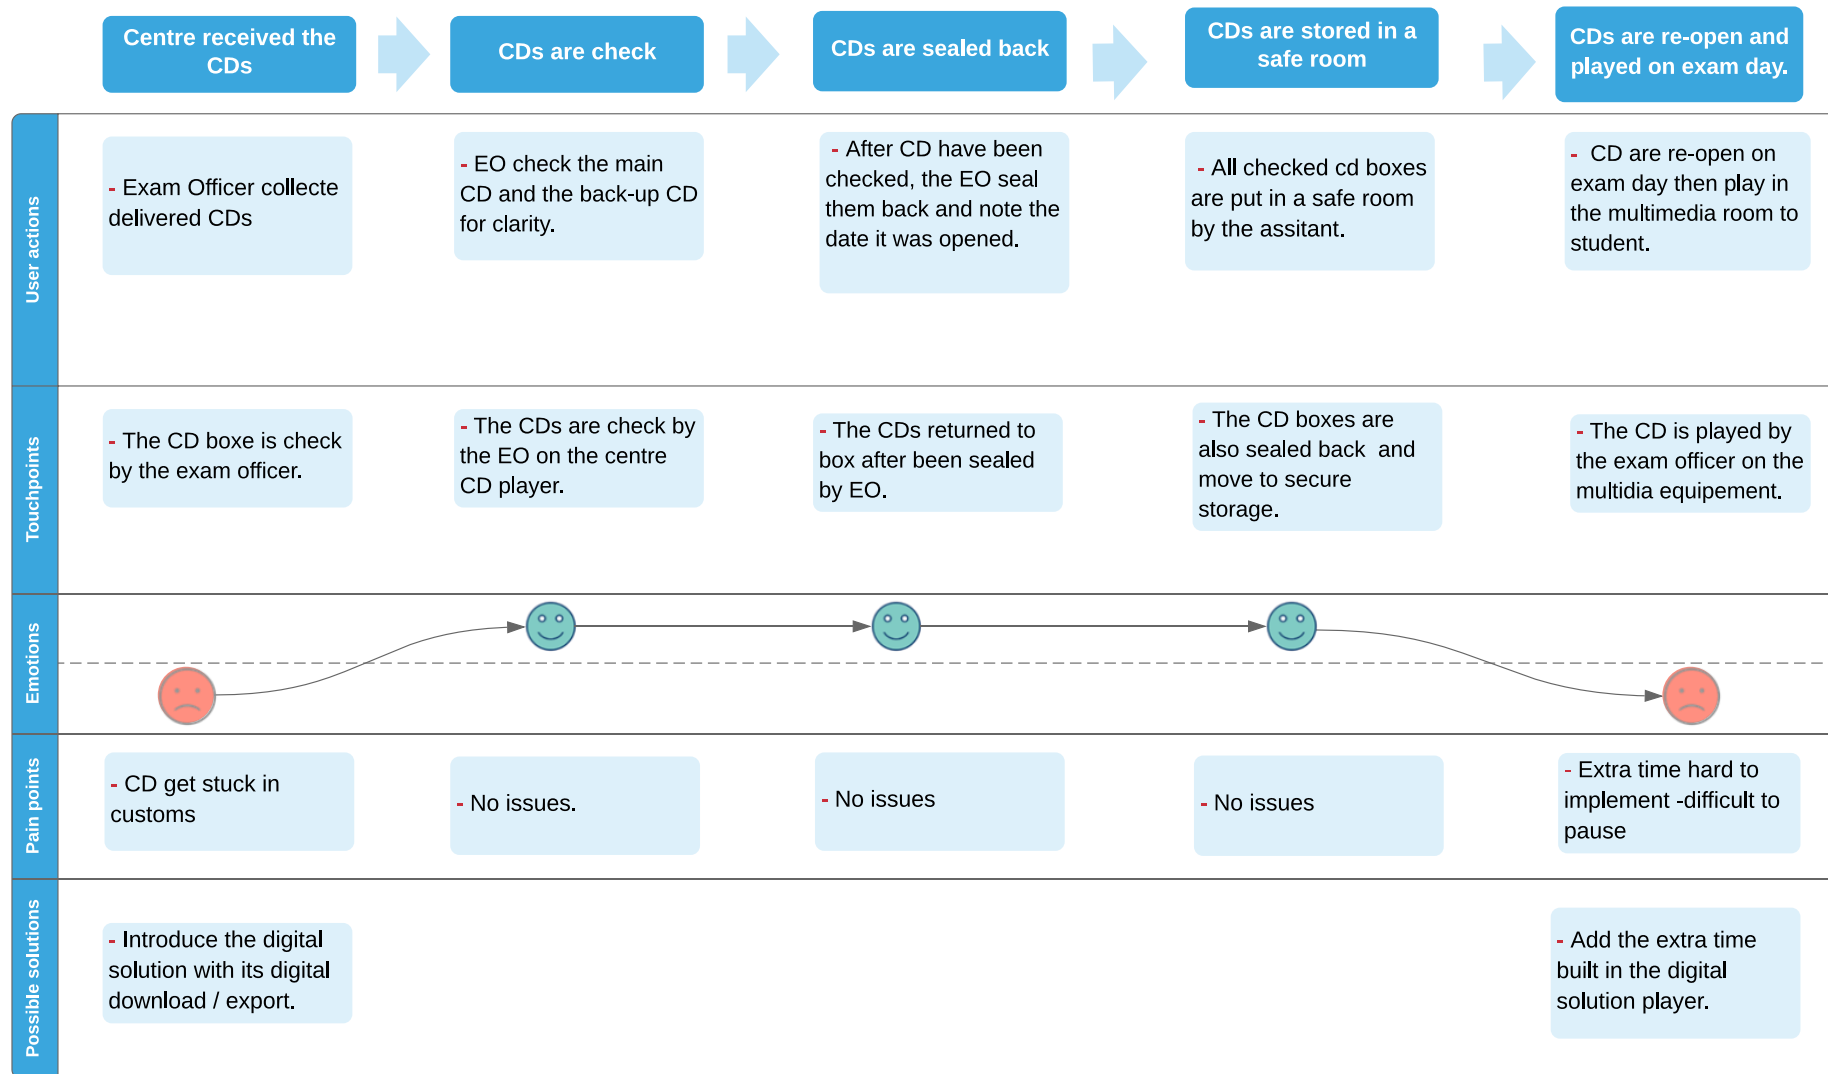 Centre received the
CDs
CDs are check
CDs are sealed back
CDs are stored in a
safe room
CDs are re-open and
played on exam day.
User actions
- Exam Officer collecte
delivered CDs
- EO check the main
CD and the back-up CD
for clarity.
- After CD have been
checked, the EO seal
them back and note the
date it was opened.
- All checked cd boxes
are put in a safe room
by the assitant.
- CD are re-open on
exam day then play in
the multimedia room to
student.
Touchpoints
- The CD boxe is check
by the exam officer.
- The CDs are check by
the EO on the centre
CD player.
- The CDs returned to
box after been sealed
by EO.
- The CD boxes are
also sealed back and
move to secure
storage.
- The CD is played by
the exam officer on the
multidia equipement.
Emotions
Pain points
- CD get stuck in
customs
- No issues.
- No issues
- No issues
- Extra time hard to
implement -difficult to
pause
Possible solutions
- Introduce the digital
solution with its digital
download / export.
- Add the extra time
built in the digital
solution player.